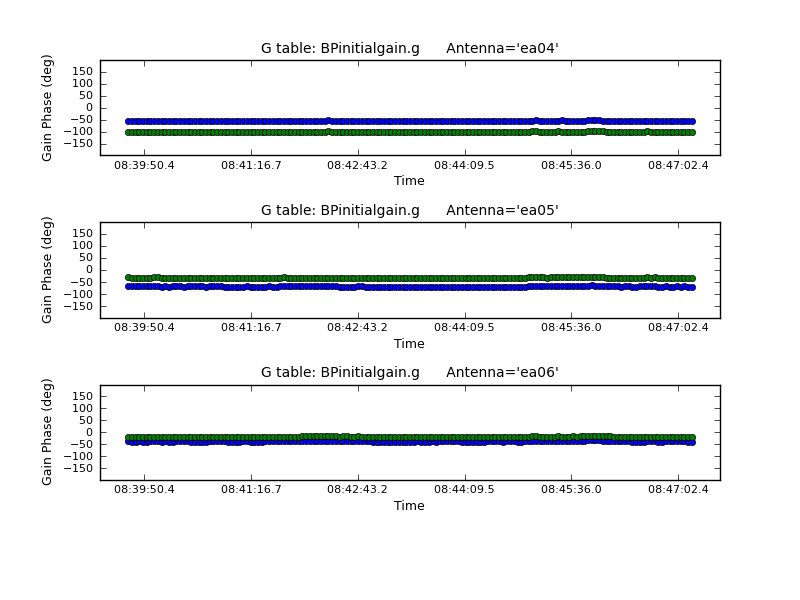 G table: BPinitialgain.g      Antenna='ea04'
150
100
50
0
−50
−100
−150
Gain Phase (deg)
08:39:50.4 08:41:16.7 08:42:43.2 08:44:09.5 08:45:36.0 08:47:02.4
Time
G table: BPinitialgain.g      Antenna='ea05'
150
100
50
0
−50
−100
−150
Gain Phase (deg)
08:39:50.4 08:41:16.7 08:42:43.2 08:44:09.5 08:45:36.0 08:47:02.4
Time
G table: BPinitialgain.g      Antenna='ea06'
150
100
50
0
−50
−100
−150
Gain Phase (deg)
08:39:50.4 08:41:16.7 08:42:43.2 08:44:09.5 08:45:36.0 08:47:02.4
Time